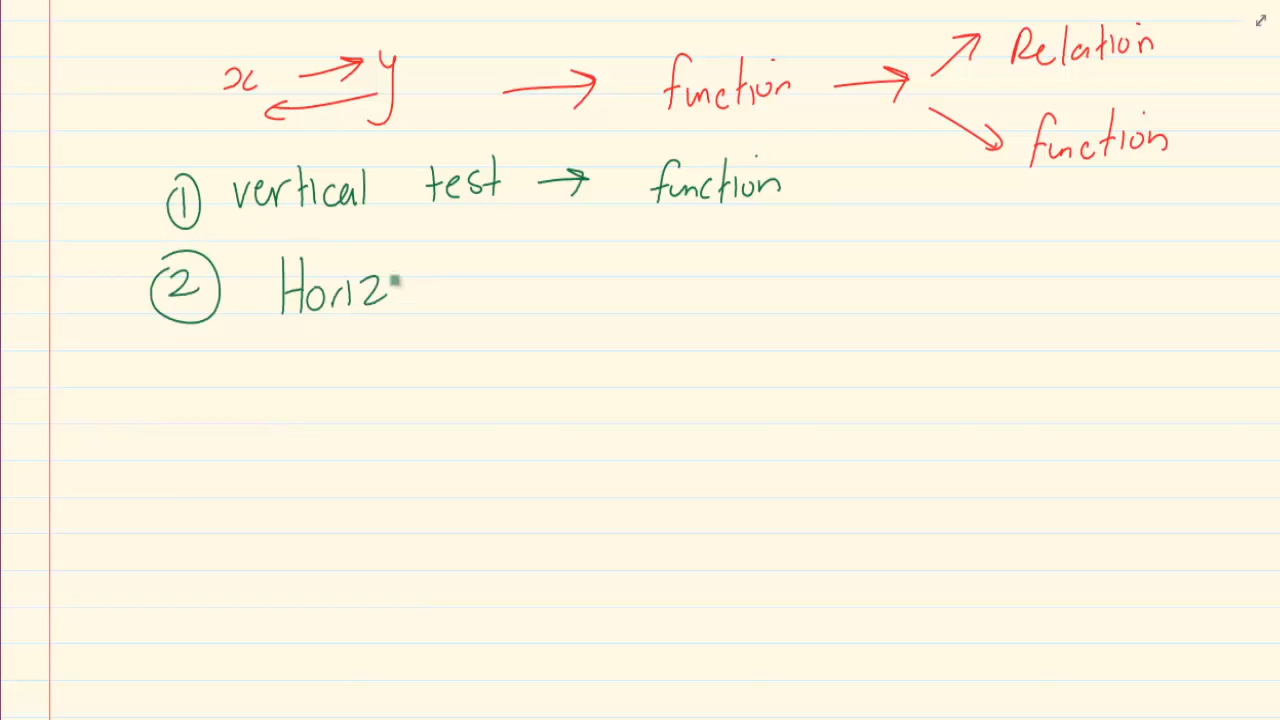 x → y → function → Relation
←
function
① vertical test → function
② Horiz